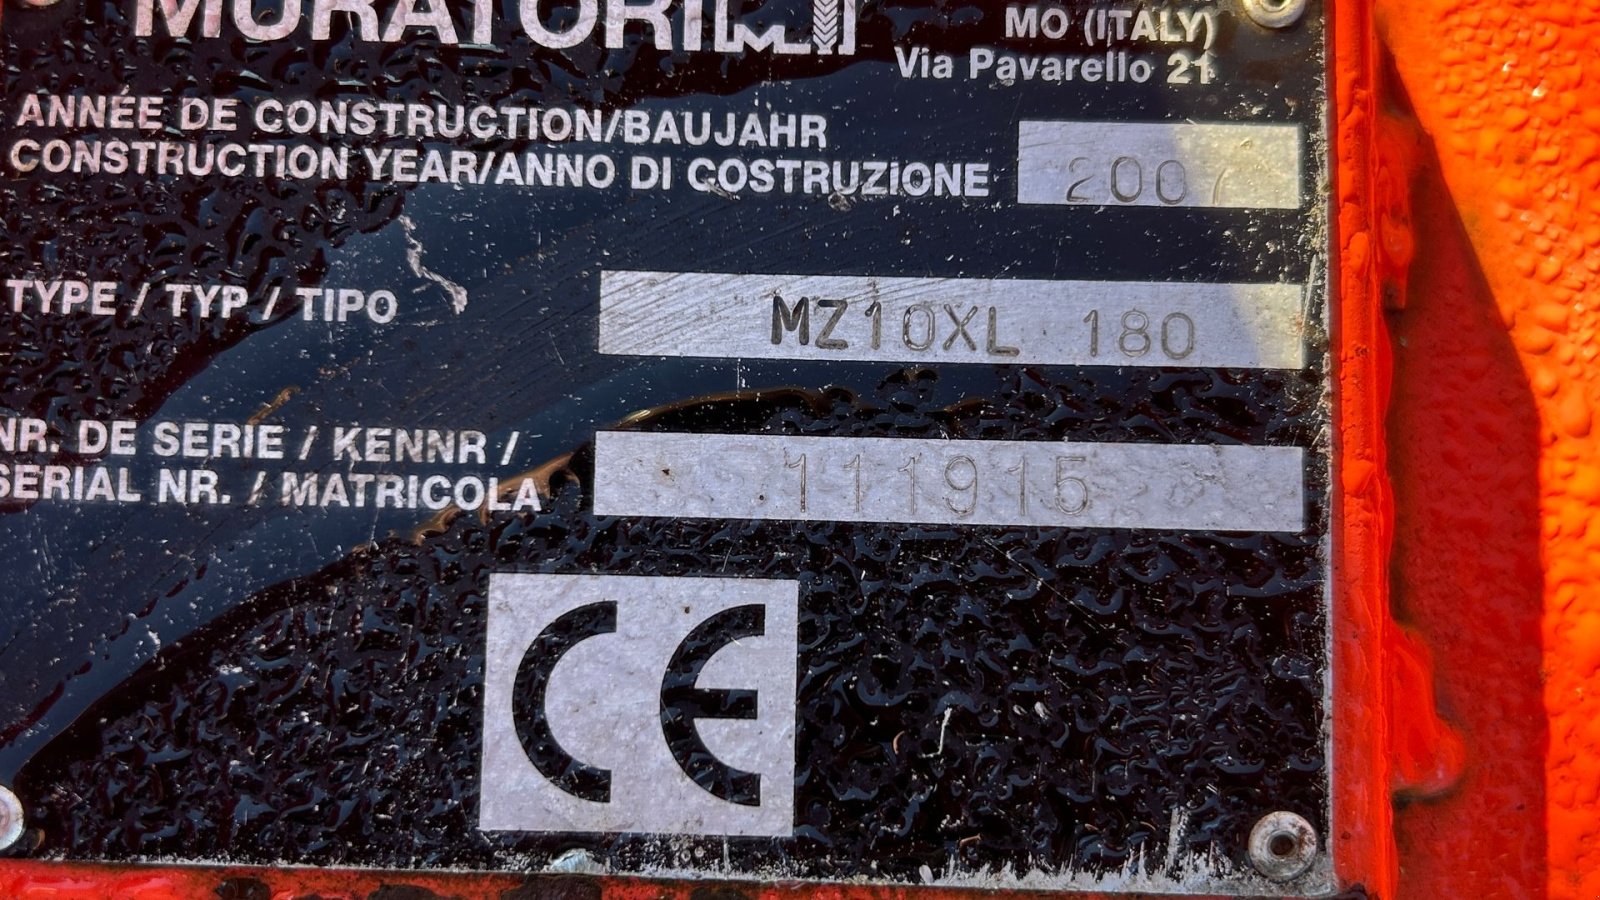 MURATORI
MO (ITALY)
Via Pavarello 21
ANNÉE DE CONSTRUCTION/BAUJAHR
CONSTRUCTION YEAR/ANNO DI COSTRUZIONE 2007
TYPE / TYP / TIPO MZ10XL 180
NR. DE SERIE / KENNR /
SERIAL NR. / MATRICOLA 111915
CE